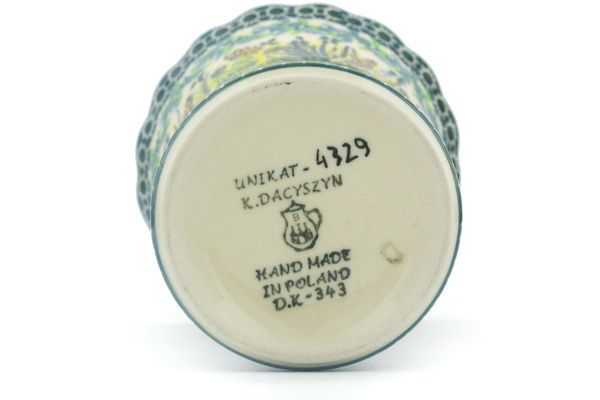 UNIKAT-4329
K.DACYSZYN
B
HAND MADE
IN POLAND
D.K-343